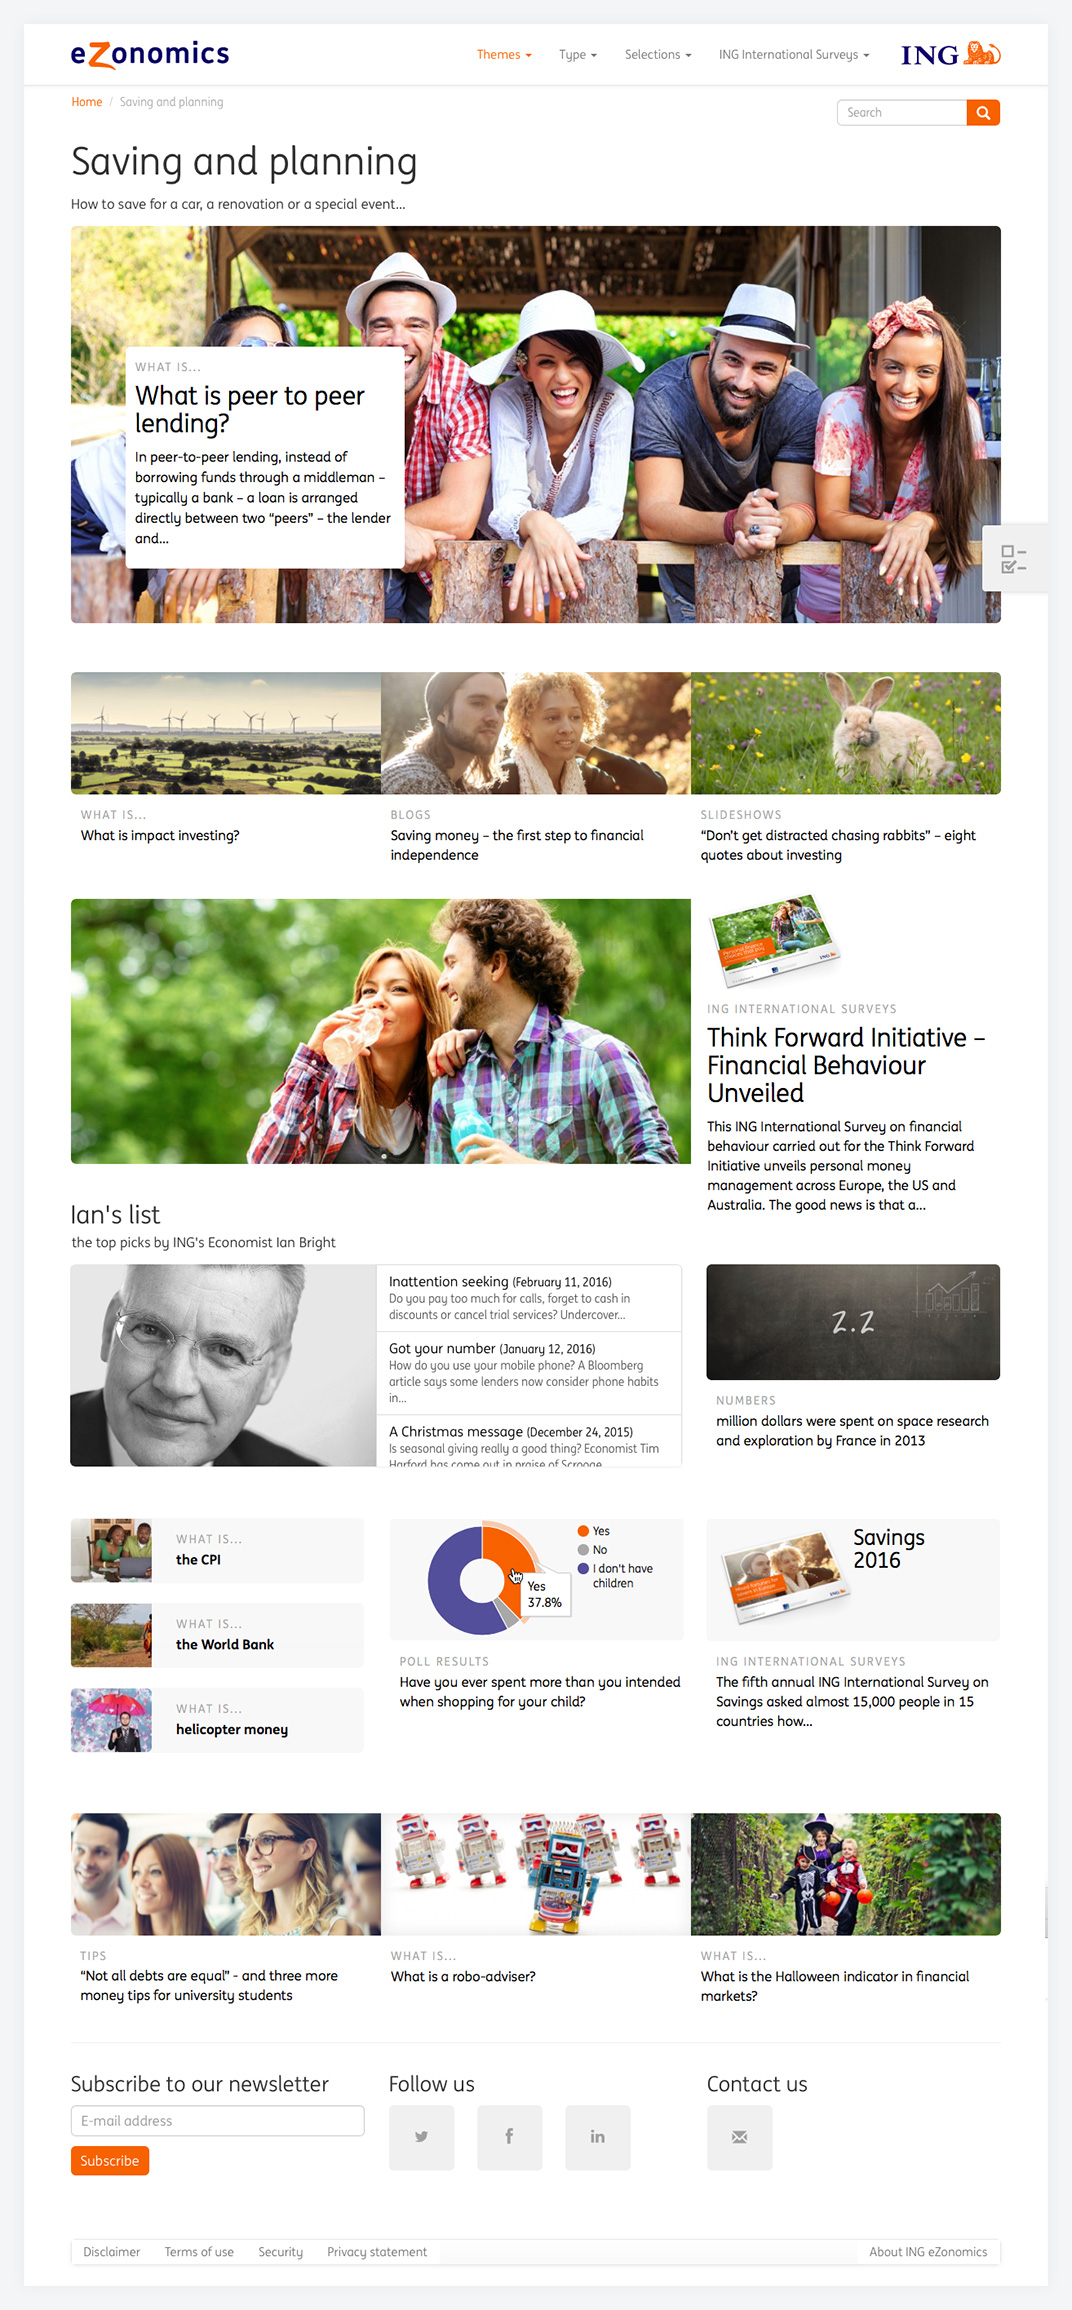 eZonomics
Themes
Type
Selections
ING International Surveys
ING
Home / Saving and planning
Search
Saving and planning
How to save for a car, a renovation or a special event...
WHAT IS...
What is peer to peer
lending?
In peer-to-peer lending, instead of
borrowing funds through a middleman –
typically a bank – a loan is arranged
directly between two “peers” – the lender
and...
WHAT IS...
What is impact investing?
BLOGS
Saving money – the first step to financial
independence
SLIDESHOWS
“Don’t get distracted chasing rabbits” – eight
quotes about investing
ING INTERNATIONAL SURVEYS
Think Forward Initiative –
Financial Behaviour
Unveiled
This ING International Survey on financial
behaviour carried out for the Think Forward
Initiative unveils personal money
management across Europe, the US and
Australia. The good news is that a...
Ian's list
the top picks by ING's Economist Ian Bright
Inattention seeking (February 11, 2016)
Do you pay too much for calls, forget to cash in
discounts or cancel trial services? Undercover...
Got your number (January 12, 2016)
How do you use your mobile phone? A Bloomberg
article says some lenders now consider phone habits
in...
A Christmas message (December 24, 2015)
Is seasonal giving really a good thing? Economist Tim
Harford has come out in praise of Scrooge
2.2
NUMBERS
million dollars were spent on space research
and exploration by France in 2013
WHAT IS...
the CPI
WHAT IS...
the World Bank
WHAT IS...
helicopter money
Yes
No
I don't have
children
Yes
37.8%
POLL RESULTS
Have you ever spent more than you intended
when shopping for your child?
Savings
2016
ING INTERNATIONAL SURVEYS
The fifth annual ING International Survey on
Savings asked almost 15,000 people in 15
countries how...
TIPS
“Not all debts are equal” - and three more
money tips for university students
WHAT IS...
What is a robo-adviser?
WHAT IS...
What is the Halloween indicator in financial
markets?
Subscribe to our newsletter
E-mail address
Subscribe
Follow us
Contact us
Disclaimer
Terms of use
Security
Privacy statement
About ING eZonomics